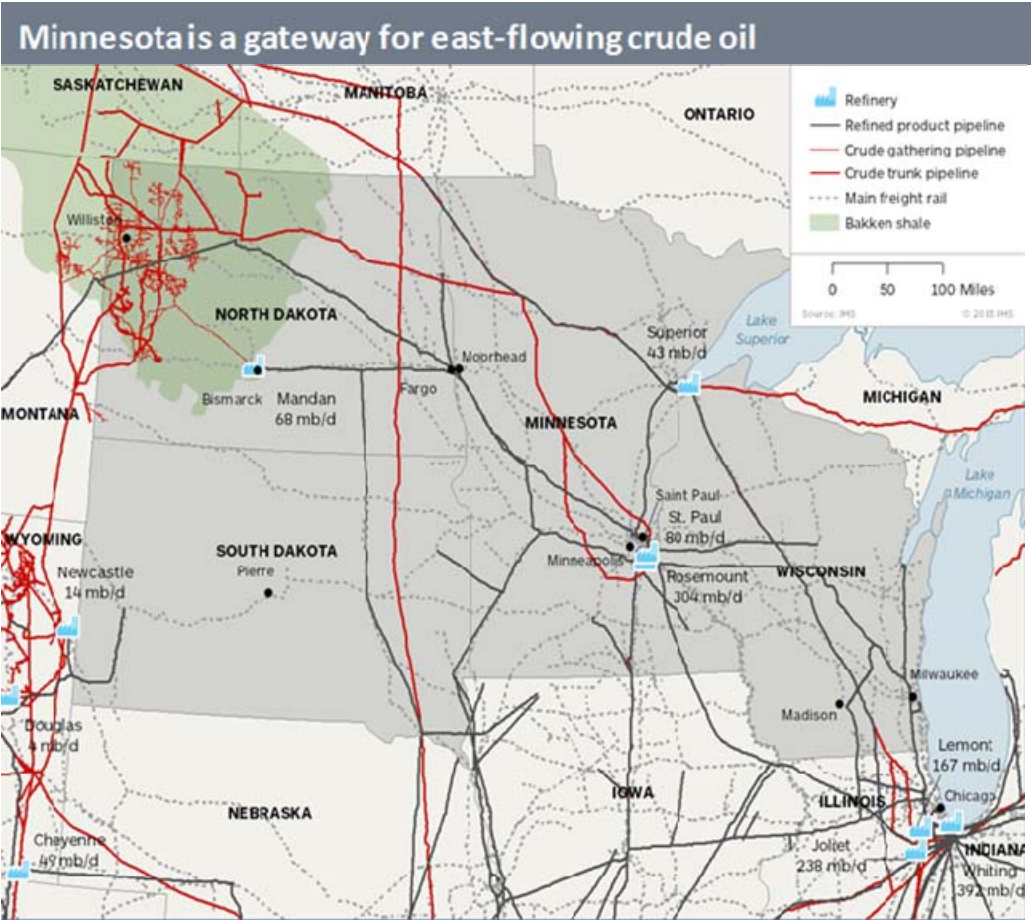 Minnesota is a gateway for east-flowing crude oil
SASKATCHEWAN
MANITOBA
ONTARIO
Refinery
Refined product pipeline
Crude gathering pipeline
Crude trunk pipeline
Main freight rail
Bakken shale
0 50 100 Miles
Source: IHS
© 2015 IHS
Williston
NORTH DAKOTA
Lake
Superior
Superior
43 mb/d
Noorhead
Fargo
Bismarck
Mandan
68 mb/d
MONTANA
MINNESOTA
MICHIGAN
Lake
Michigan
Saint Paul
St. Paul
80 mb/d
Minneapolis
WYOMING
Newcastle
14 mb/d
SOUTH DAKOTA
Pierre
Rosemount
304 mb/d
WISCONSIN
Milwaukee
Madison
Douglas
4 mb/d
Lemont
167 mb/d
Chicago
NEBRASKA
IOWA
ILLINOIS
Cheyenne
49 mb/d
Joliet
238 mb/d
INDIANA
Whiting
392 mb/d